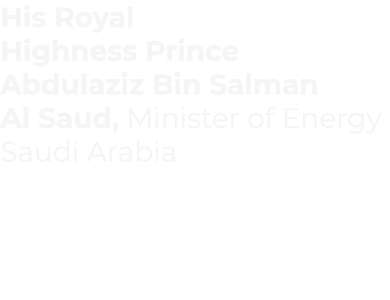 His Royal
Highness Prince
Abdulaziz Bin Salman
Al Saud, Minister of Energy
Saudi Arabia